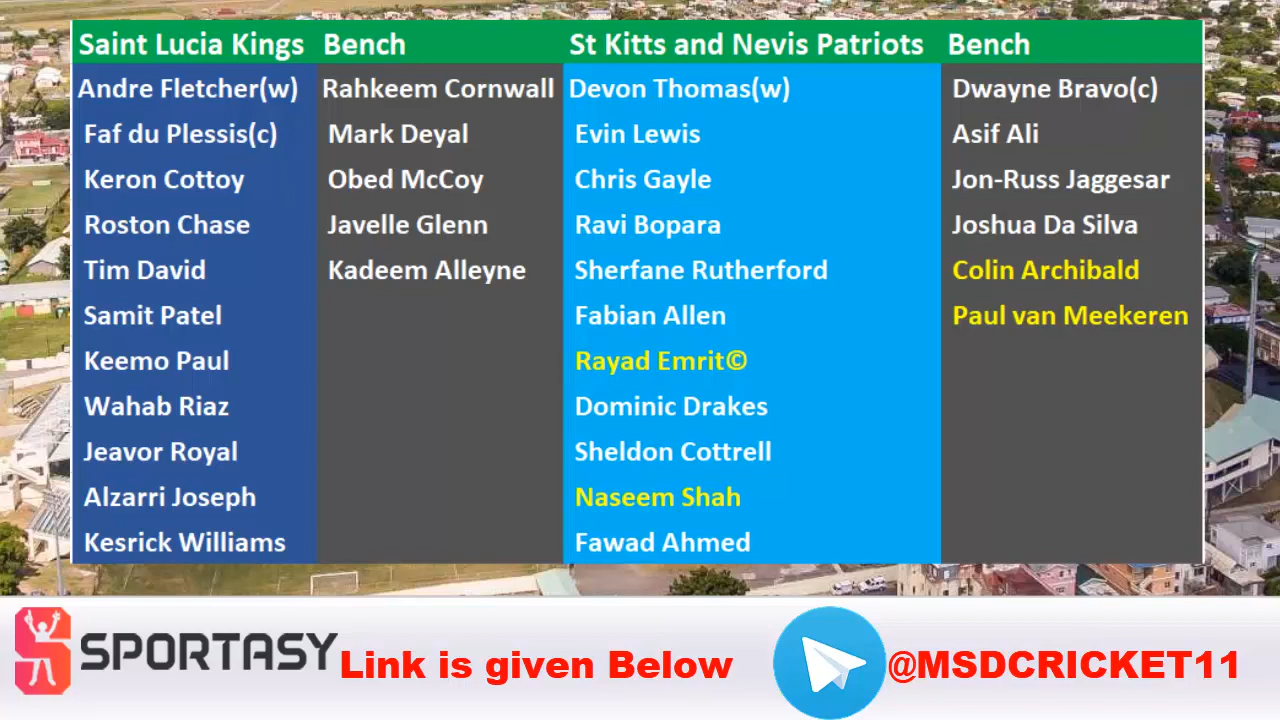 Saint Lucia Kings Bench St Kitts and Nevis Patriots Bench
Andre Fletcher(w) Rahkeem Cornwall Devon Thomas(w) Dwayne Bravo(c)
Faf du Plessis(c) Mark Deyal Evin Lewis Asif Ali
Keron Cottoy Obed McCoy Chris Gayle Jon-Russ Jaggesar
Roston Chase Javelle Glenn Ravi Bopara Joshua Da Silva
Tim David Kadeem Alleyne Sherfane Rutherford Colin Archibald
Samit Patel Fabian Allen Paul van Meekeren
Keemo Paul Rayad Emrit©
Wahab Riaz Dominic Drakes
Jeavor Royal Sheldon Cottrell
Alzarri Joseph Naseem Shah
Kesrick Williams Fawad Ahmed
SPORTASY Link is given Below @MSDCRICKET11